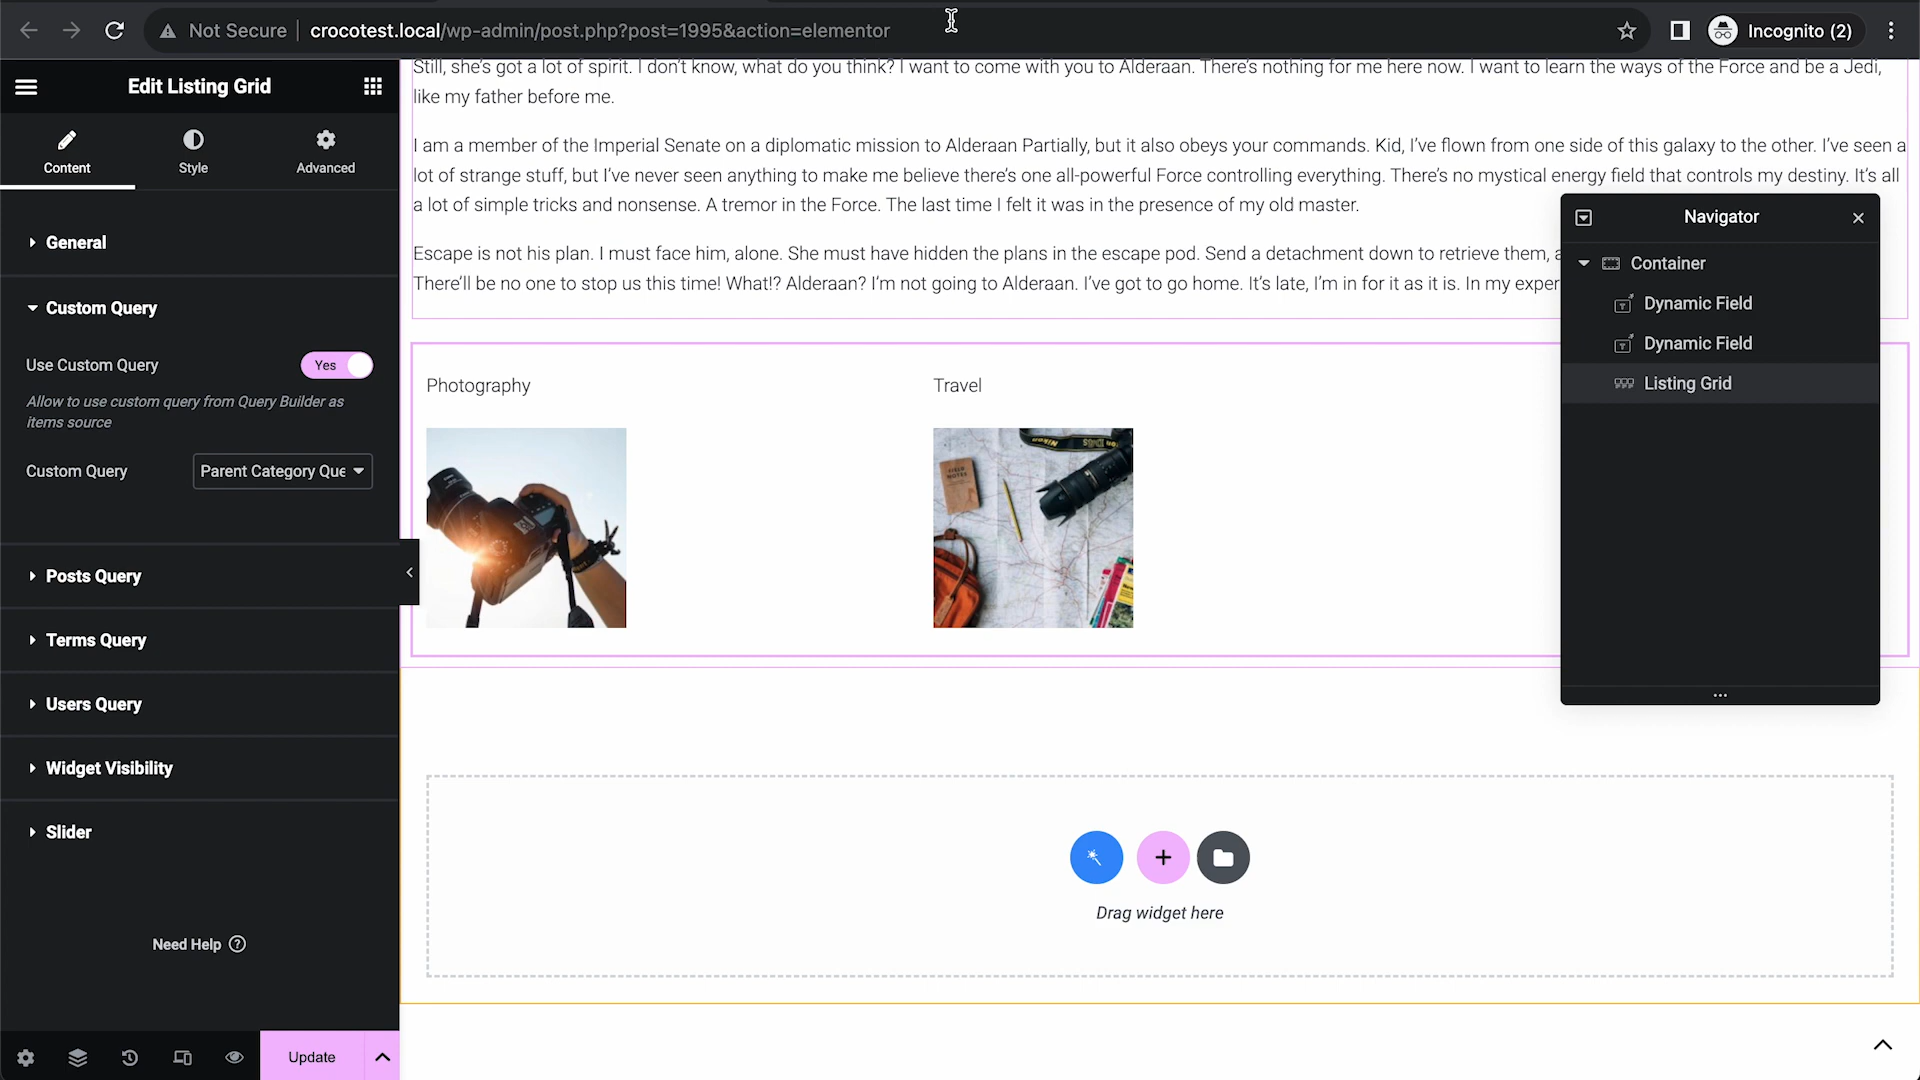 Not Secure
crocotest.local/wp-admin/post.php?post=1995&action=elementor
Incognito (2)
Edit Listing Grid
Content
Style
Advanced
General
Custom Query
Use Custom Query
Yes
Allow to use custom query from Query Builder as
items source
Custom Query
Parent Category Que
Posts Query
Terms Query
Users Query
Widget Visibility
Slider
Need Help
Update
Still, she's got a lot of spirit. I don't know, what do you think? I want to come with you to Alderaan. There's nothing for me here now. I want to learn the ways of the Force and be a Jedi,
like my father before me.
I am a member of the Imperial Senate on a diplomatic mission to Alderaan Partially, but it also obeys your commands. Kid, I've flown from one side of this galaxy to the other. I've seen a
lot of strange stuff, but I've never seen anything to make me believe there's one all-powerful Force controlling everything. There's no mystical energy field that controls my destiny. It's all
a lot of simple tricks and nonsense. A tremor in the Force. The last time I felt it was in the presence of my old master.
Escape is not his plan. I must face him, alone. She must have hidden the plans in the escape pod. Send a detachment down to retrieve them, a
There'll be no one to stop us this time! What!? Alderaan? I'm not going to Alderaan. I've got to go home. It's late, I'm in for it as it is. In my exper
Photography
Travel
FIELD
NOTES
Nikon
Drag widget here
Navigator
Container
Dynamic Field
Dynamic Field
Listing Grid